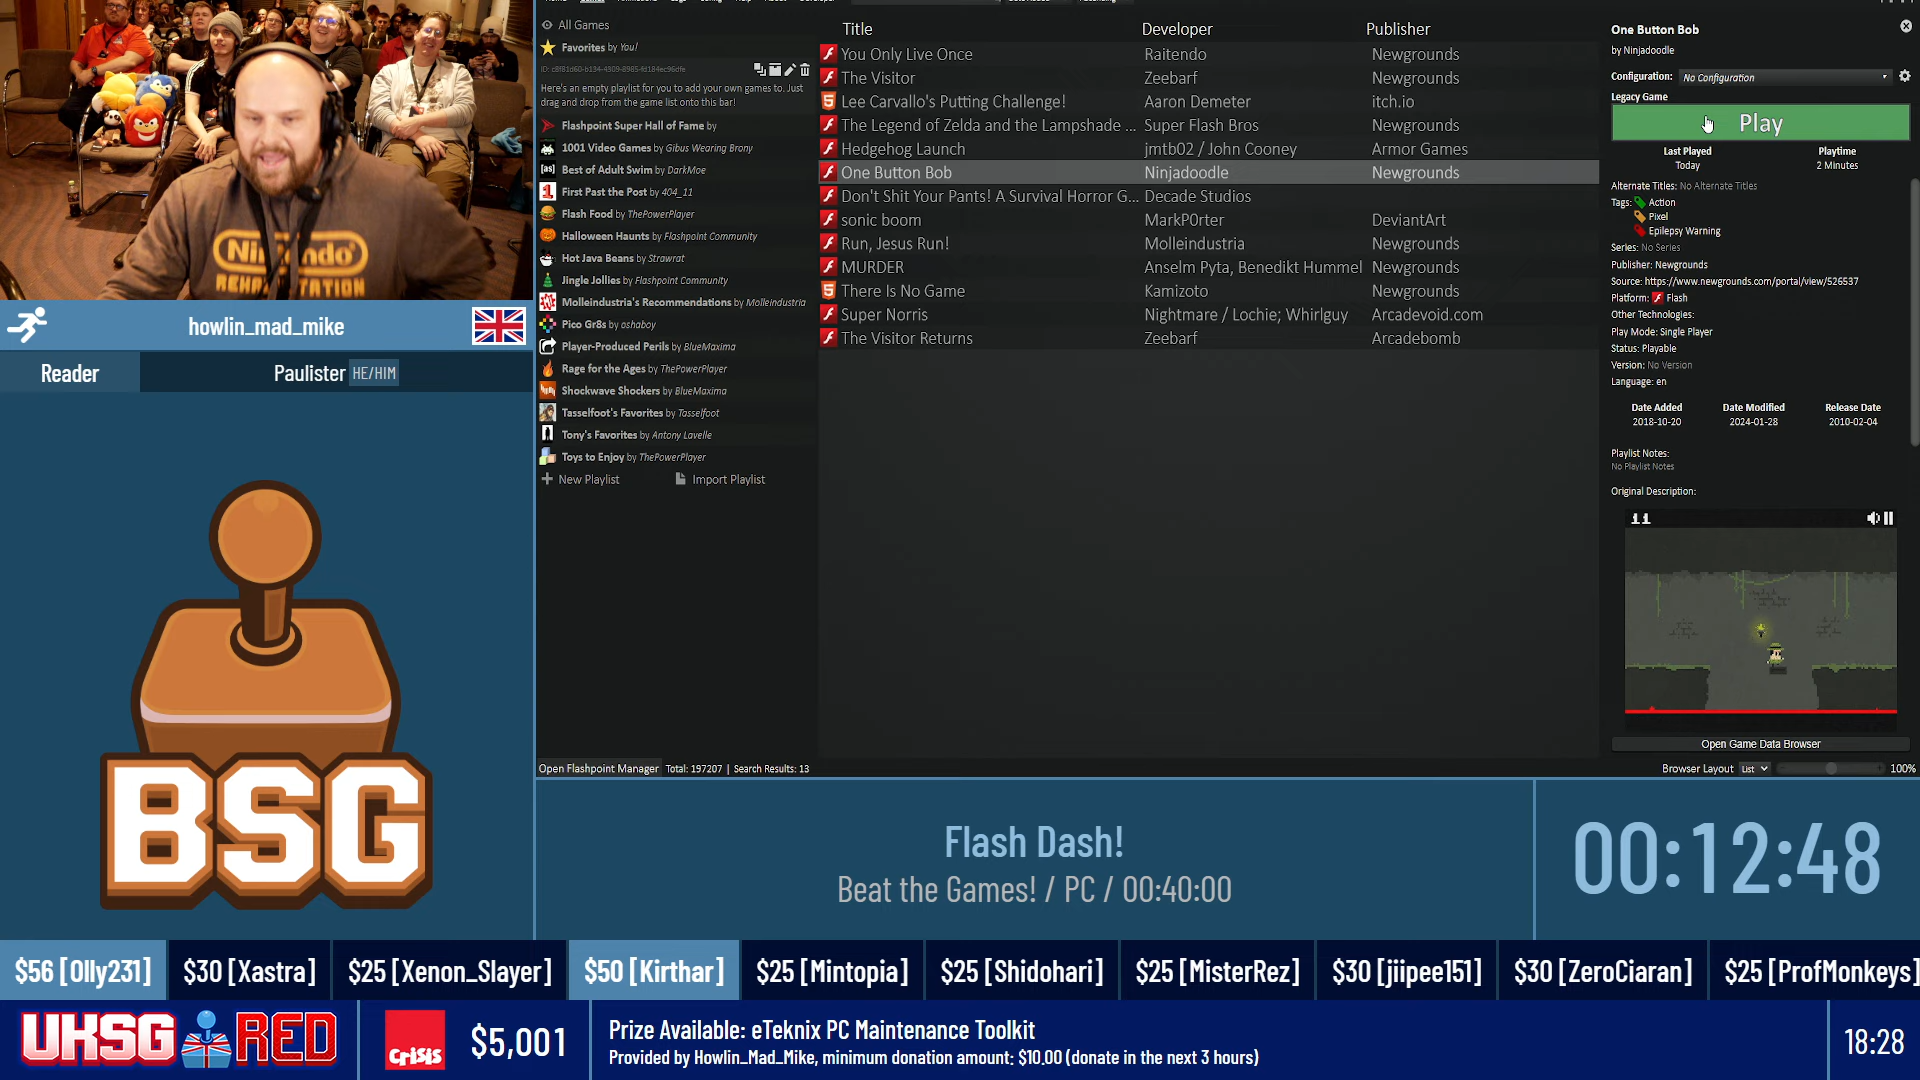 Nintendo
REHABILITATION
howlin_mad_mike
Reader
Paulister HE/HIM
BSG
All Games
Favorites by You!
Here's an empty playlist for you to add your own games to. Just
drag and drop from the game list onto this bar!
Flashpoint Super Hall of Fame by
1001 Video Games by Gibus Wearing Brony
Best of Adult Swim by DarkMoe
First Past the Post by 404_11
Flash Food by ThePowerPlayer
Halloween Haunts by Flashpoint Community
Hot Java Beans by Strawrat
Jingle Jollies by Flashpoint Community
Molleindustria's Recommendations by Molleindustria
Pico Gr8s by oshaboy
Player-Produced Perils by BlueMaxima
Rage for the Ages by ThePowerPlayer
Shockwave Shockers by BlueMaxima
Tasselfoot's Favorites by Tasselfoot
Tony's Favorites by Antony Lavelle
Toys to Enjoy by ThePowerPlayer
New Playlist
Import Playlist
Open Flashpoint Manager Total: 197207 | Search Results: 13
Title Developer Publisher
You Only Live Once Raitendo Newgrounds
The Visitor Zeebarf Newgrounds
Lee Carvallo's Putting Challenge! Aaron Demeter itch.io
The Legend of Zelda and the Lampshade ... Super Flash Bros Newgrounds
Hedgehog Launch jmtb02 / John Cooney Armor Games
One Button Bob Ninjadoodle Newgrounds
Don't Shit Your Pants! A Survival Horror G... Decade Studios
sonic boom MarkP0rter DeviantArt
Run, Jesus Run! Molleindustria Newgrounds
MURDER Anselm Pyta, Benedikt Hummel Newgrounds
There Is No Game Kamizoto Newgrounds
Super Norris Nightmare / Lochie; Whirlguy Arcadevoid.com
The Visitor Returns Zeebarf Arcadebomb
One Button Bob
by Ninjadoodle
Configuration: No Configuration
Legacy Game
Play
Last Played Playtime
Today 2 Minutes
Alternate Titles: No Alternate Titles
Tags: Action
Pixel
Epilepsy Warning
Series: No Series
Publisher: Newgrounds
Source: https://www.newgrounds.com/portal/view/526537
Platform: Flash
Other Technologies:
Play Mode: Single Player
Status: Playable
Version: No Version
Language: en
Date Added Date Modified Release Date
2018-10-20 2024-01-28 2010-02-04
Playlist Notes:
No Playlist Notes
Original Description:
11
Open Game Data Browser
Browser Layout List 100%
Flash Dash!
Beat the Games! / PC / 00:40:00
00:12:48
$56 [Olly231] $30 [Xastra] $25 [Xenon_Slayer] $50 [Kirthar] $25 [Mintopia] $25 [Shidohari] $25 [MisterRez] $30 [jiipee151] $30 [ZeroCiaran] $25 [ProfMonkeys]
UKSG RED
Crisis
$5,001
Prize Available: eTeknix PC Maintenance Toolkit
Provided by Howlin_Mad_Mike, minimum donation amount: $10.00 (donate in the next 3 hours)
18:28